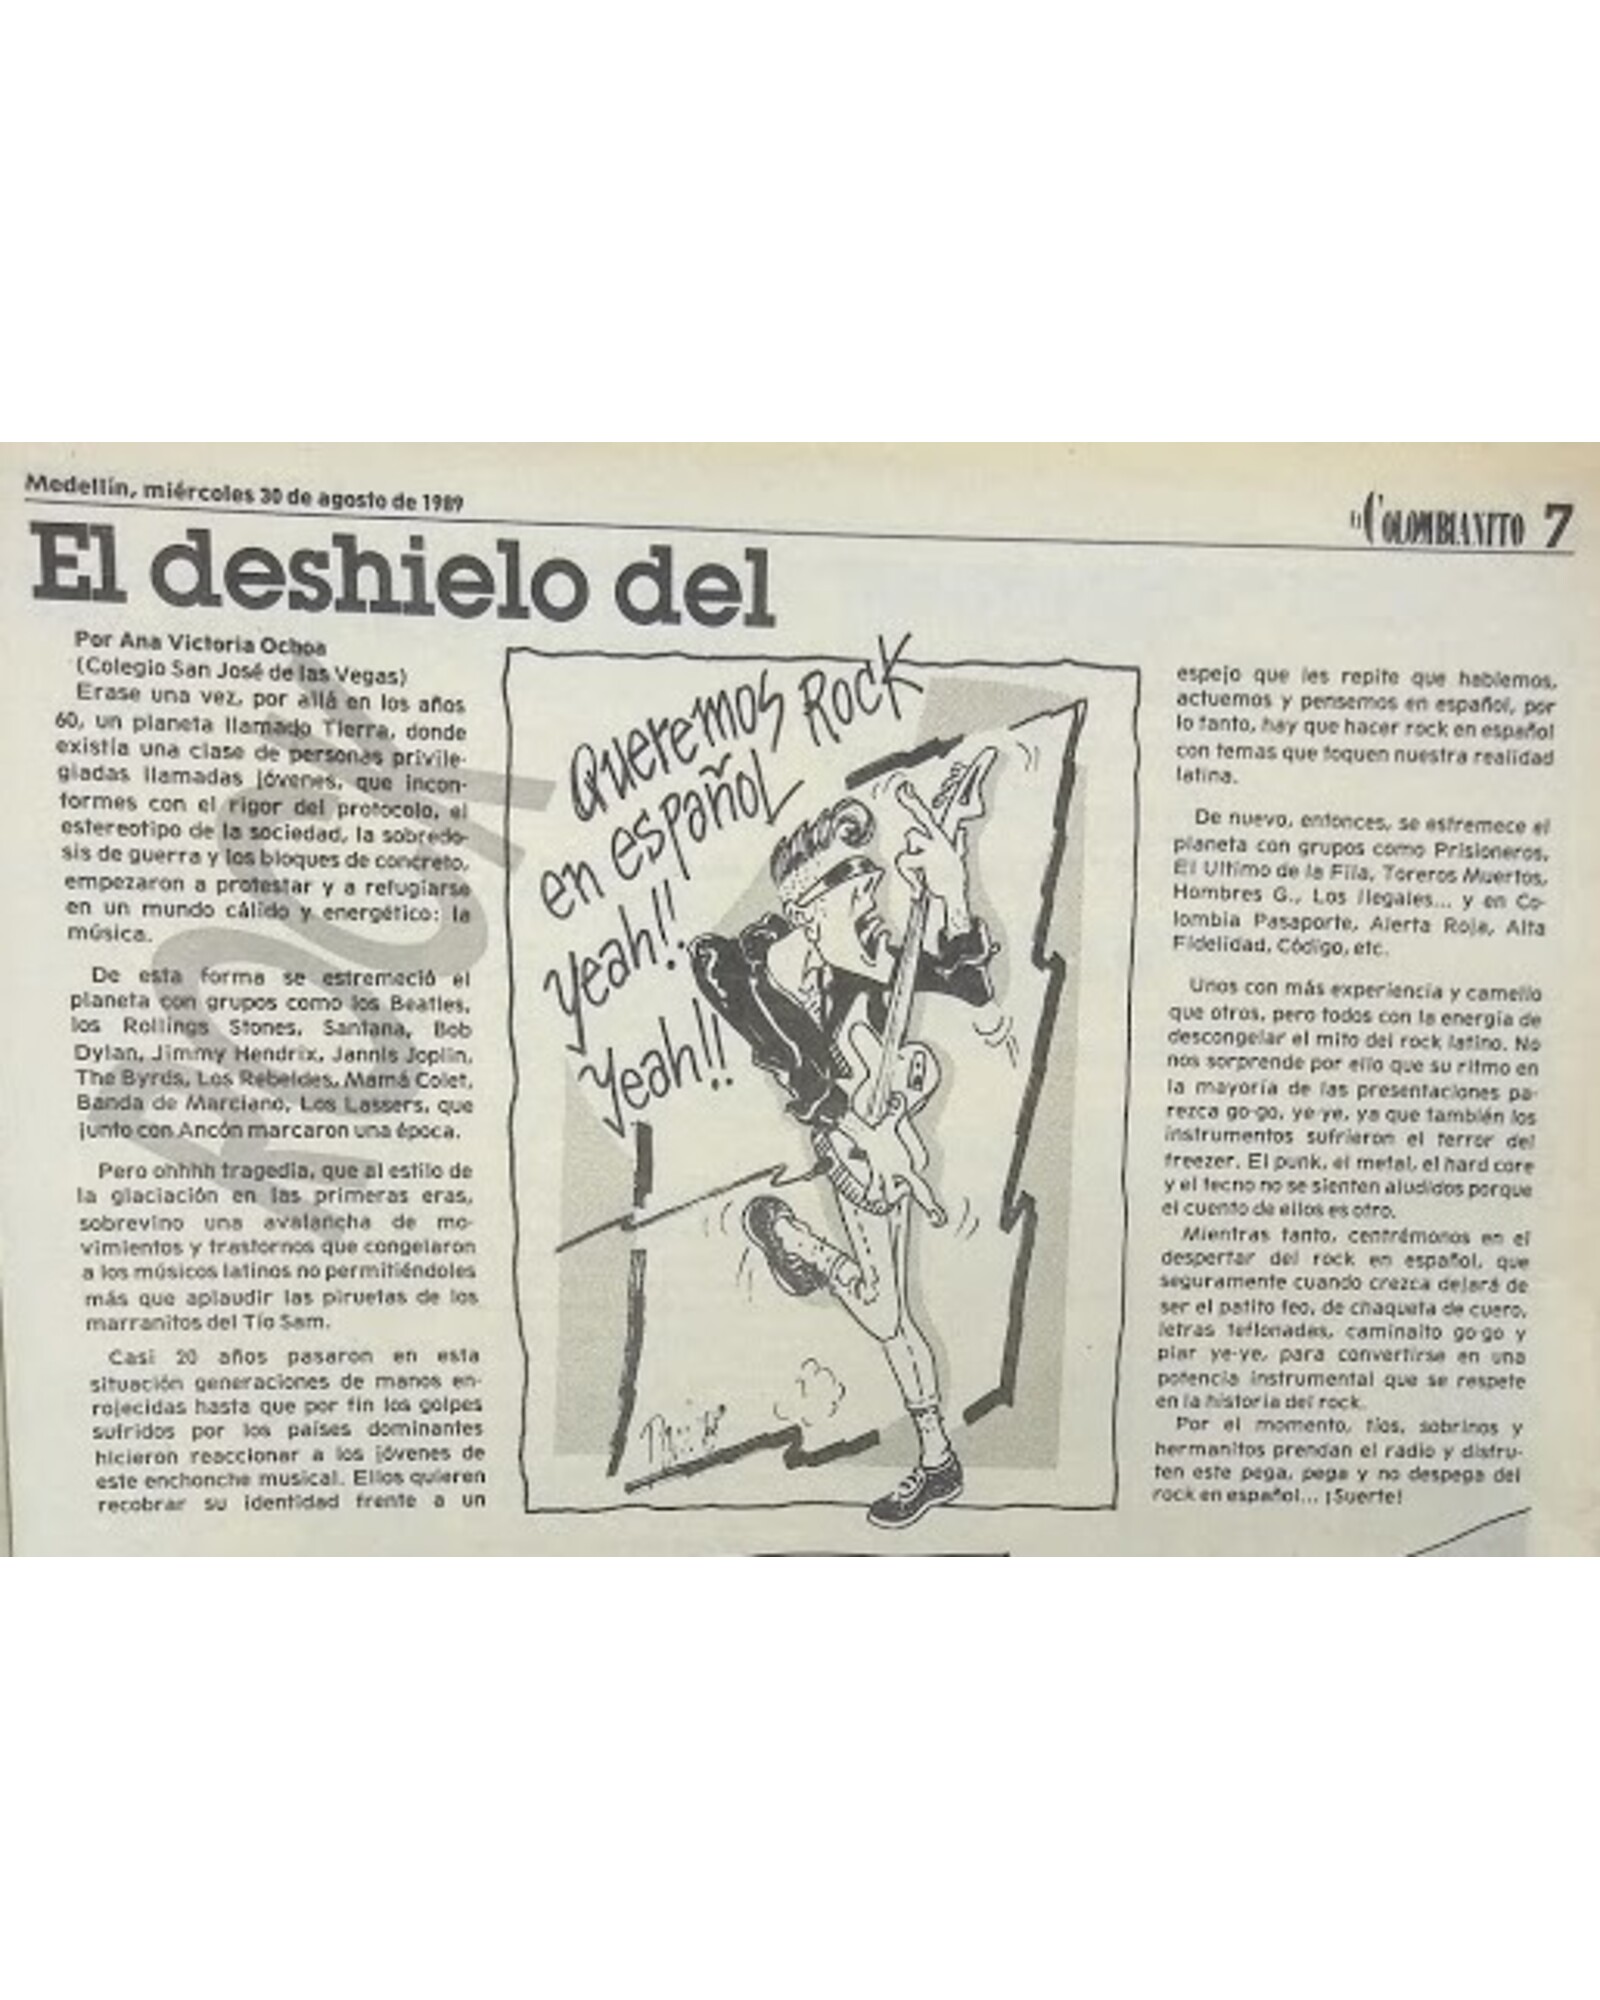 Medellín, miércoles 30 de agosto de 1989
El COLOMBIANITO 7
El deshielo del
ROCK
Por Ana Victoria Ochoa
(Colegio San José de las Vegas)
Erase una vez, por allá en los años
60, un planeta llamado Tierra, donde
existía una clase de personas privile-
giadas llamadas jóvenes, que incon-
formes con el rigor del protocolo, el
estereotipo de la sociedad, la sobredo-
sis de guerra y los bloques de concreto,
empezaron a protestar y a refugiarse
en un mundo cálido y energético: la
música.
De esta forma se estremeció el
planeta con grupos como los Beatles,
los Rollings Stones, Santana, Bob
Dylan, Jimmy Hendrix, Jannis Joplin,
The Byrds, Los Rebeldes, Mamá Colet,
Banda de Marciano, Los Lassers, que
junto con Ancón marcaron una época.
Pero ohhhh tragedia, que al estilo de
la glaciación en las primeras eras,
sobrevino una avalancha de mo-
vimientos y trastornos que congelaron
a los músicos latinos no permitiéndoles
más que aplaudir las piruetas de los
marranitos del Tío Sam.
Casi 20 años pasaron en esta
situación generaciones de manos en-
rojecidas hasta que por fin los golpes
sufridos por los países dominantes
hicieron reaccionar a los jóvenes de
este enchonche musical. Ellos quieren
recobrar su identidad frente a un
Queremos Rock
en español
Yeah!!
Yeah!!
espejo que les repite que hablemos,
actuemos y pensemos en español, por
lo tanto, hay que hacer rock en español
con temas que toquen nuestra realidad
latina.
De nuevo, entonces, se estremece el
planeta con grupos como Prisioneros,
El Ultimo de la Fila, Toreros Muertos,
Hombres G., Los Ilegales... y en Co-
lombia Pasaporte, Alerta Roja, Alta
Fidelidad, Código, etc.
Unos con más experiencia y camello
que otros, pero todos con la energía de
descongelar el mito del rock latino. No
nos sorprende por ello que su ritmo en
la mayoría de las presentaciones pa-
rezca go-go, ye-ye, ya que también los
instrumentos sufrieron el terror del
freezer. El punk, el metal, el hard core
y el tecno no se sienten aludidos porque
el cuento de ellos es otro.
Mientras tanto, centrémonos en el
despertar del rock en español, que
seguramente cuando crezca dejará de
ser el patito feo, de chaqueta de cuero,
letras teflonadas, caminaito go-go y
piar ye-ye, para convertirse en una
potencia instrumental que se respete
en la historia del rock.
Por el momento, tíos, sobrinos y
hermanitos prendan el radio y disfru-
ten este pega, pega y no despega del
rock en español... ¡Suerte!